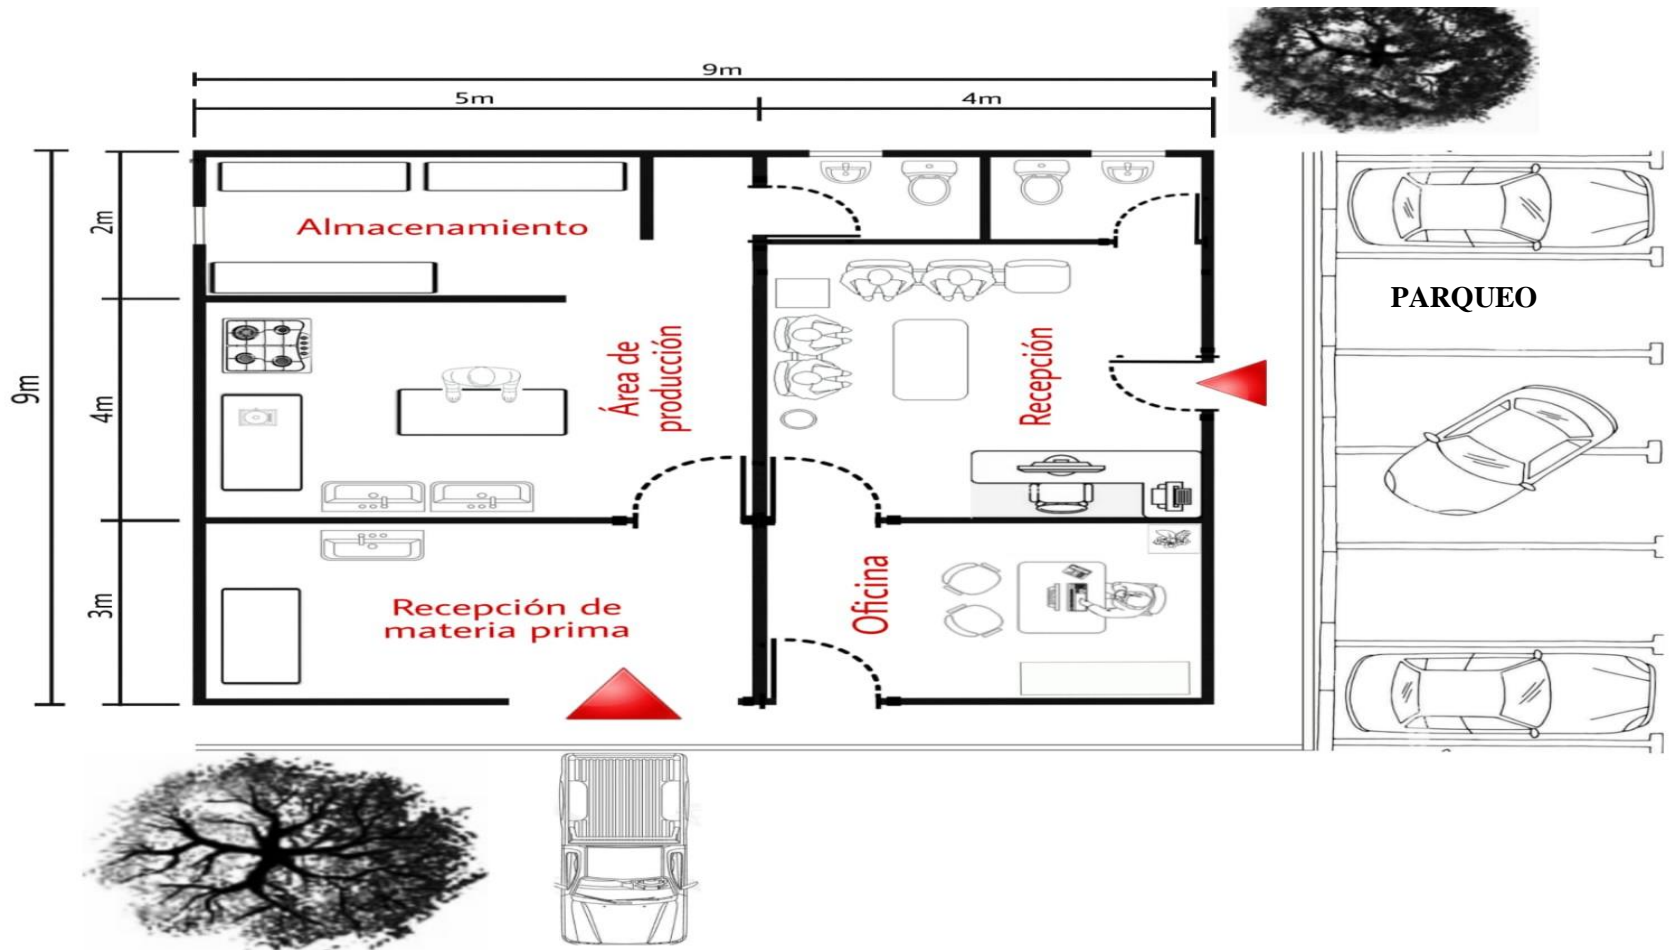 9m
5m
4m
2m
Almacenamiento
PARQUEO
9m
4m
Área de
producción
Recepción
3m
Recepción de
materia prima
Oficina